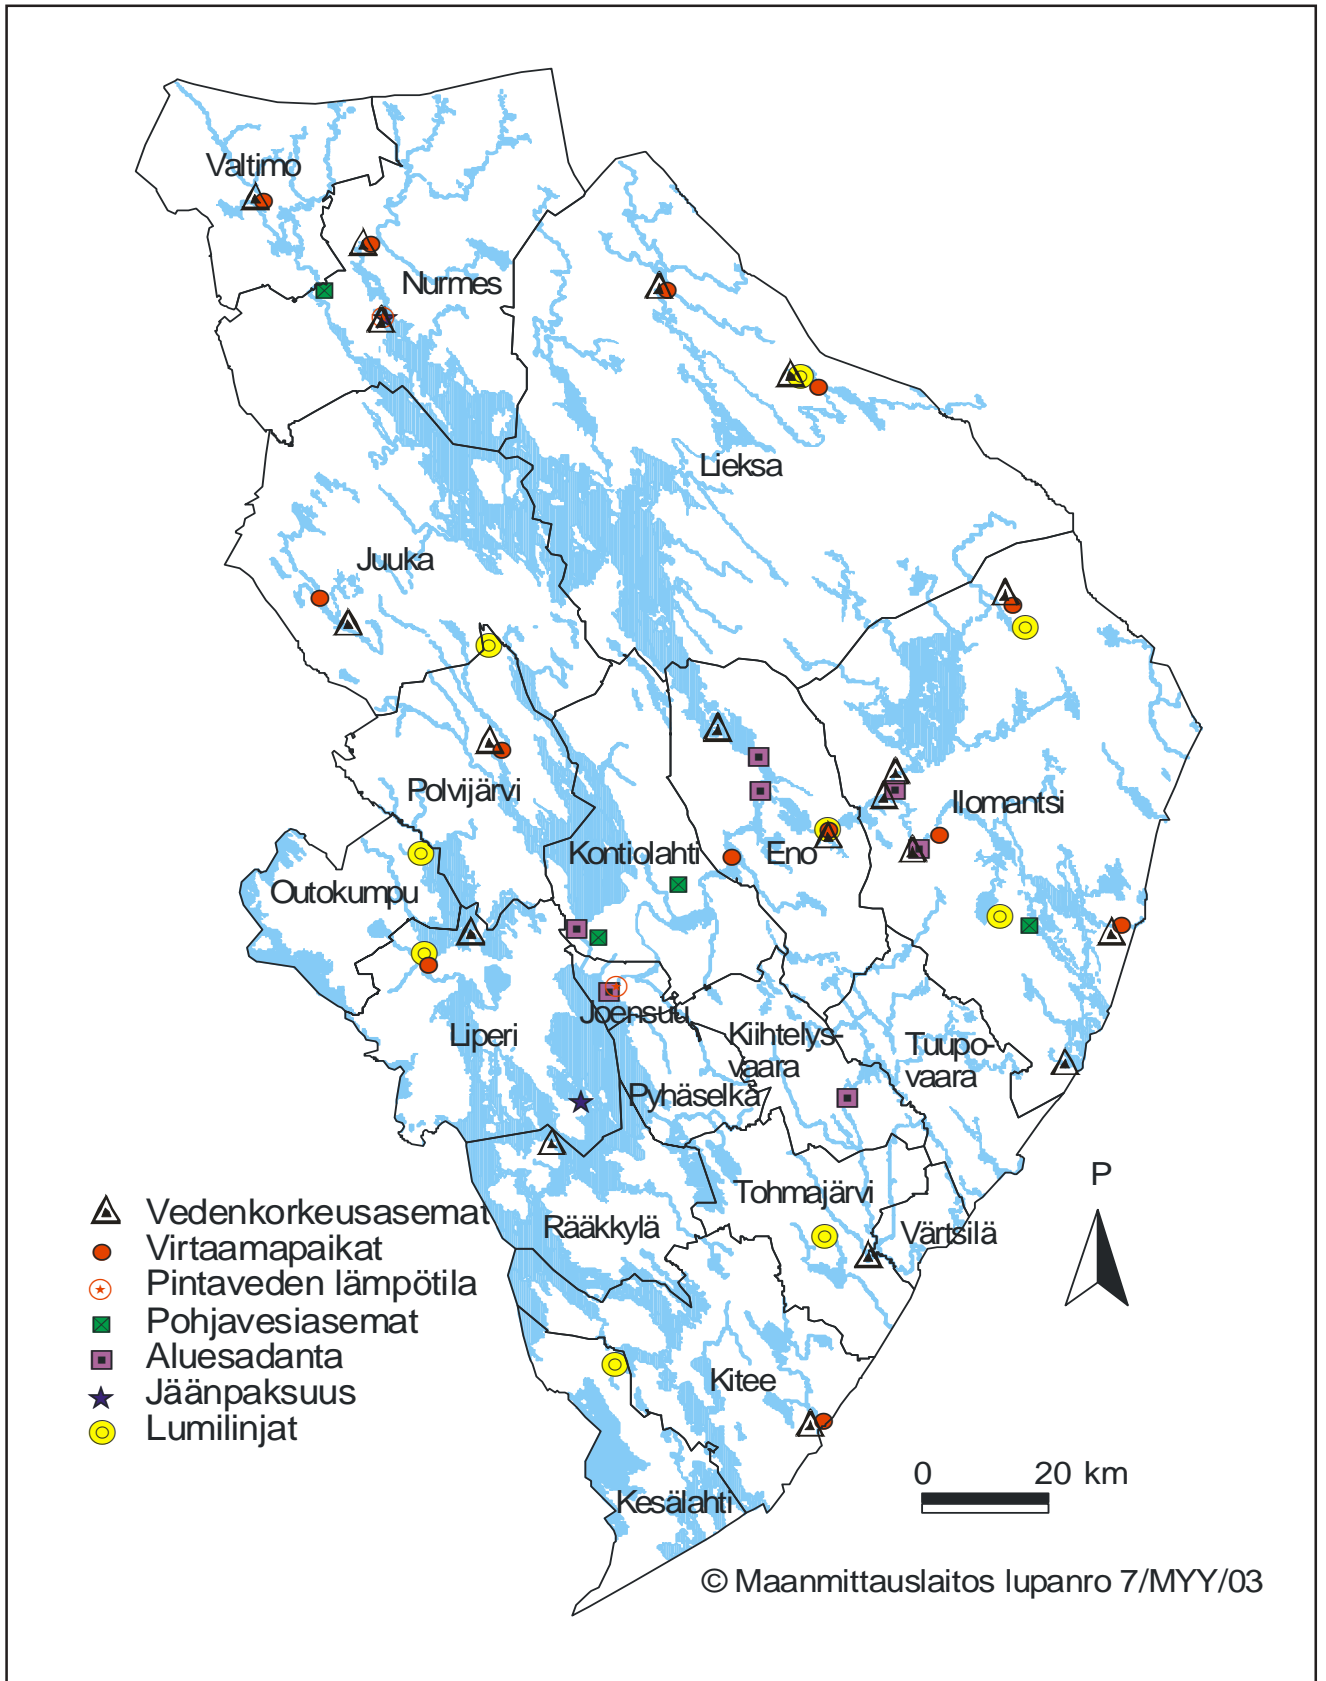 Valtimo
Nurmes
Lieksa
Juuka
Polvijärvi
Ilomantsi
Kontiolahti
Eno
Outokumpu
Joensuu
Liperi
Kiihtelys-
vaara
Tuupo-
vaara
Pyhäselkä
Tohmajärvi
Rääkkylä
Värtsilä
Kitee
Kesälahti
P
Vedenkorkeusasemat
Virtaamapaikat
Pintaveden lämpötila
Pohjavesiasemat
Aluesadanta
Jäänpaksuus
Lumilinjat
0 20 km
© Maanmittauslaitos lupanro 7/MYY/03